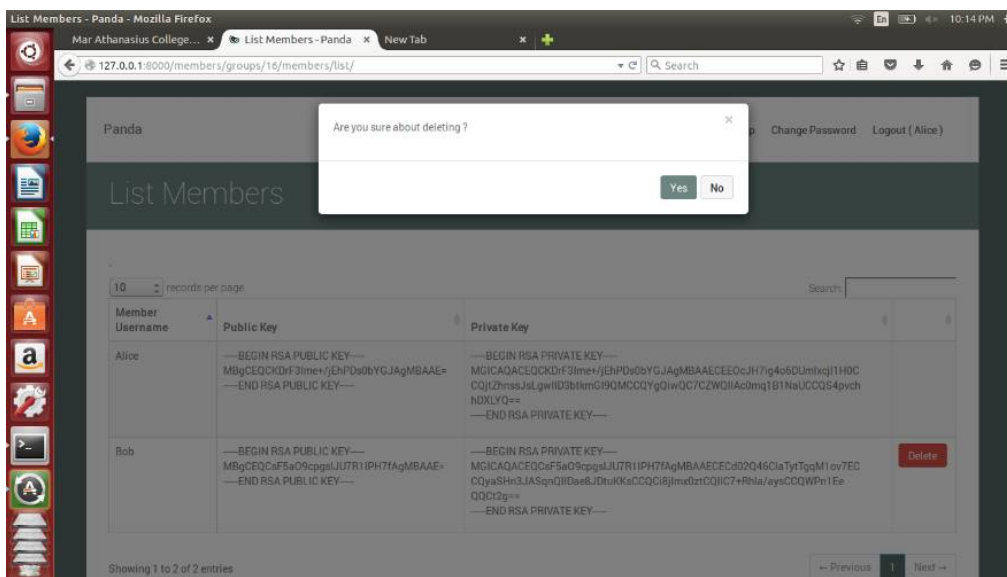 List Members - Panda - Mozilla Firefox
En
10:14 PM
Mar Athanasius College...
List Members - Panda
New Tab
127.0.0.1:8000/members/groups/16/members/list/
Search
Panda
Are you sure about deleting ?
Change Password
Logout ( Alice )
List Members
Yes
No
10
records per page
Search:
Member Username
Public Key
Private Key
Alice
-----BEGIN RSA PUBLIC KEY-----
-----END RSA PUBLIC KEY-----
-----BEGIN RSA PRIVATE KEY-----
hDXLYQ==
-----END RSA PRIVATE KEY-----
Bob
-----BEGIN RSA PUBLIC KEY-----
-----END RSA PUBLIC KEY-----
-----BEGIN RSA PRIVATE KEY-----
QQCt2g==
-----END RSA PRIVATE KEY-----
Delete
Showing 1 to 2 of 2 entries
← Previous
1
Next →